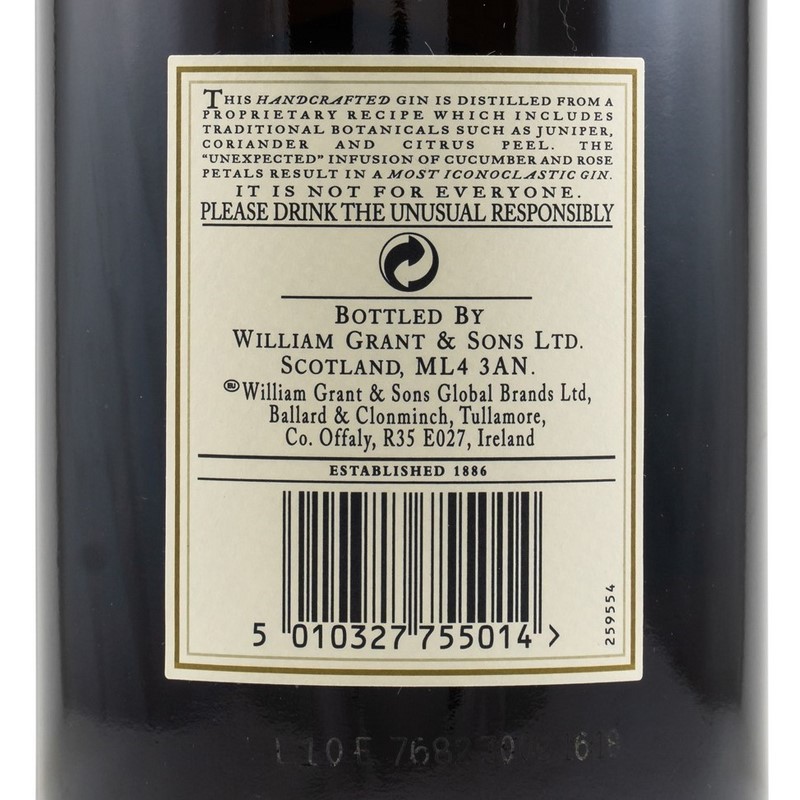 THIS HANDCRAFTED GIN IS DISTILLED FROM A
PROPRIETARY RECIPE WHICH INCLUDES
TRADITIONAL BOTANICALS SUCH AS JUNIPER,
CORIANDER AND CITRUS PEEL. THE
"UNEXPECTED" INFUSION OF CUCUMBER AND ROSE
PETALS RESULT IN A MOST ICONOCLASTIC GIN.
IT IS NOT FOR EVERYONE.
PLEASE DRINK THE UNUSUAL RESPONSIBLY
BOTTLED BY
WILLIAM GRANT & SONS LTD.
SCOTLAND, ML4 3AN.
EU William Grant & Sons Global Brands Ltd,
Ballard & Clonminch, Tullamore,
Co. Offaly, R35 E027, Ireland
ESTABLISHED 1886
5 010327 755014 >
259554